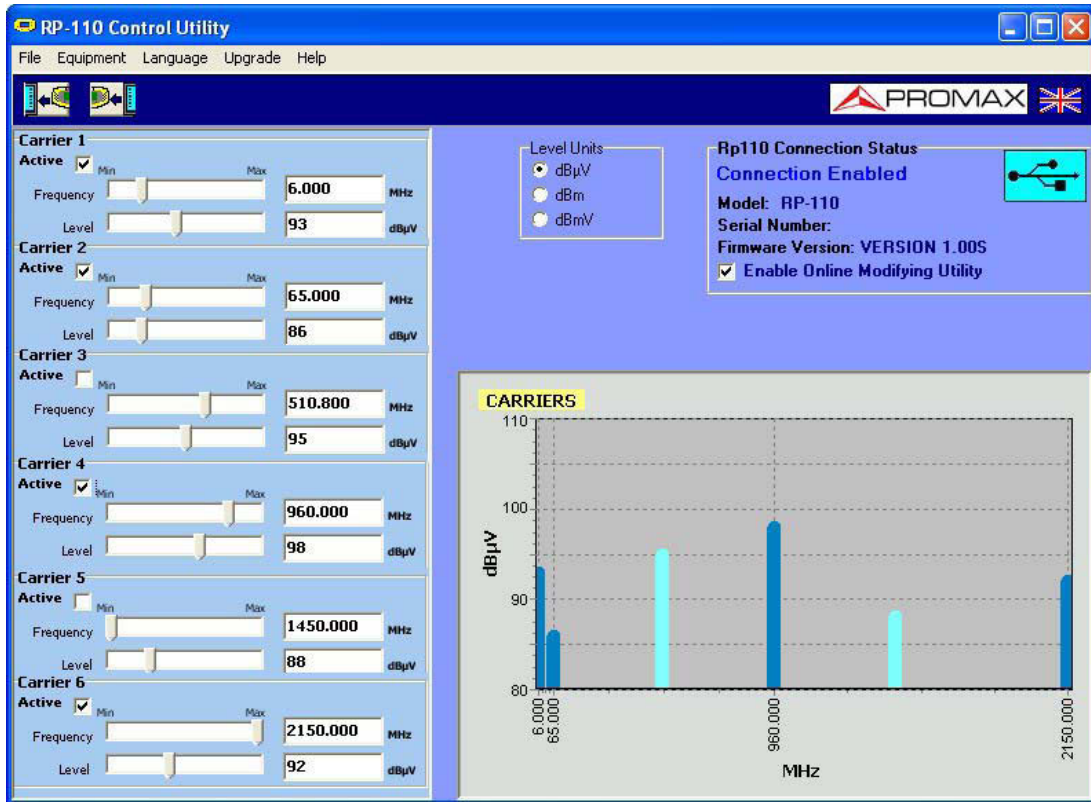 RP-110 Control Utility
File Equipment Language Upgrade Help
PROMAX
Carrier 1
Active
Min Max
Frequency 6.000 MHz
Level 93 dBµV
Carrier 2
Active
Min Max
Frequency 65.000 MHz
Level 86 dBµV
Carrier 3
Active
Min Max
Frequency 510.800 MHz
Level 95 dBµV
Carrier 4
Active
Min Max
Frequency 960.000 MHz
Level 98 dBµV
Carrier 5
Active
Min Max
Frequency 1450.000 MHz
Level 88 dBµV
Carrier 6
Active
Min Max
Frequency 2150.000 MHz
Level 92 dBµV
Level Units
dBµV
dBm
dBmV
Rp110 Connection Status
Connection Enabled
Model: RP-110
Serial Number:
Firmware Version: VERSION 1.00S
Enable Online Modifying Utility
CARRIERS
110
100
90
80
dBµV
6.000
65.000
960.000
2150.000
MHz